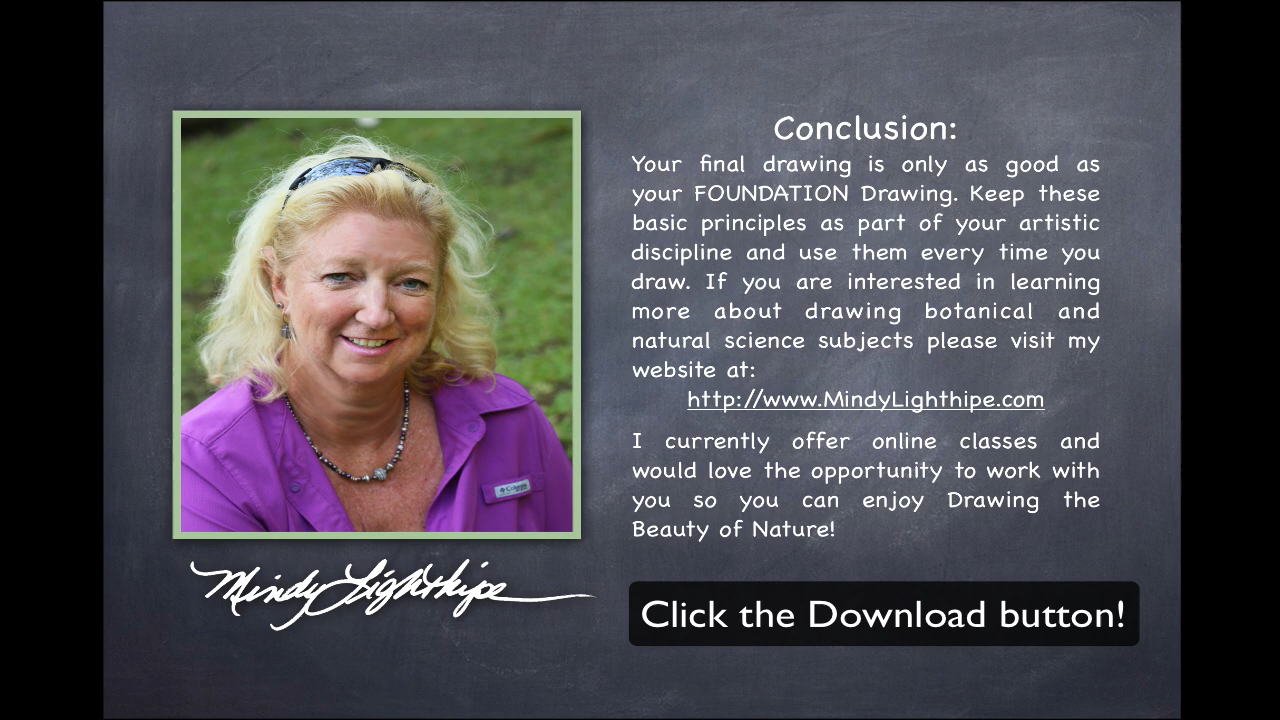 Conclusion:
Your final drawing is only as good as
your FOUNDATION Drawing. Keep these
basic principles as part of your artistic
discipline and use them every time you
draw. If you are interested in learning
more about drawing botanical and
natural science subjects please visit my
website at:
http://www.MindyLighthipe.com
I currently offer online classes and
would love the opportunity to work with
you so you can enjoy Drawing the
Beauty of Nature!
Mindy Lighthipe
Click the Download button!